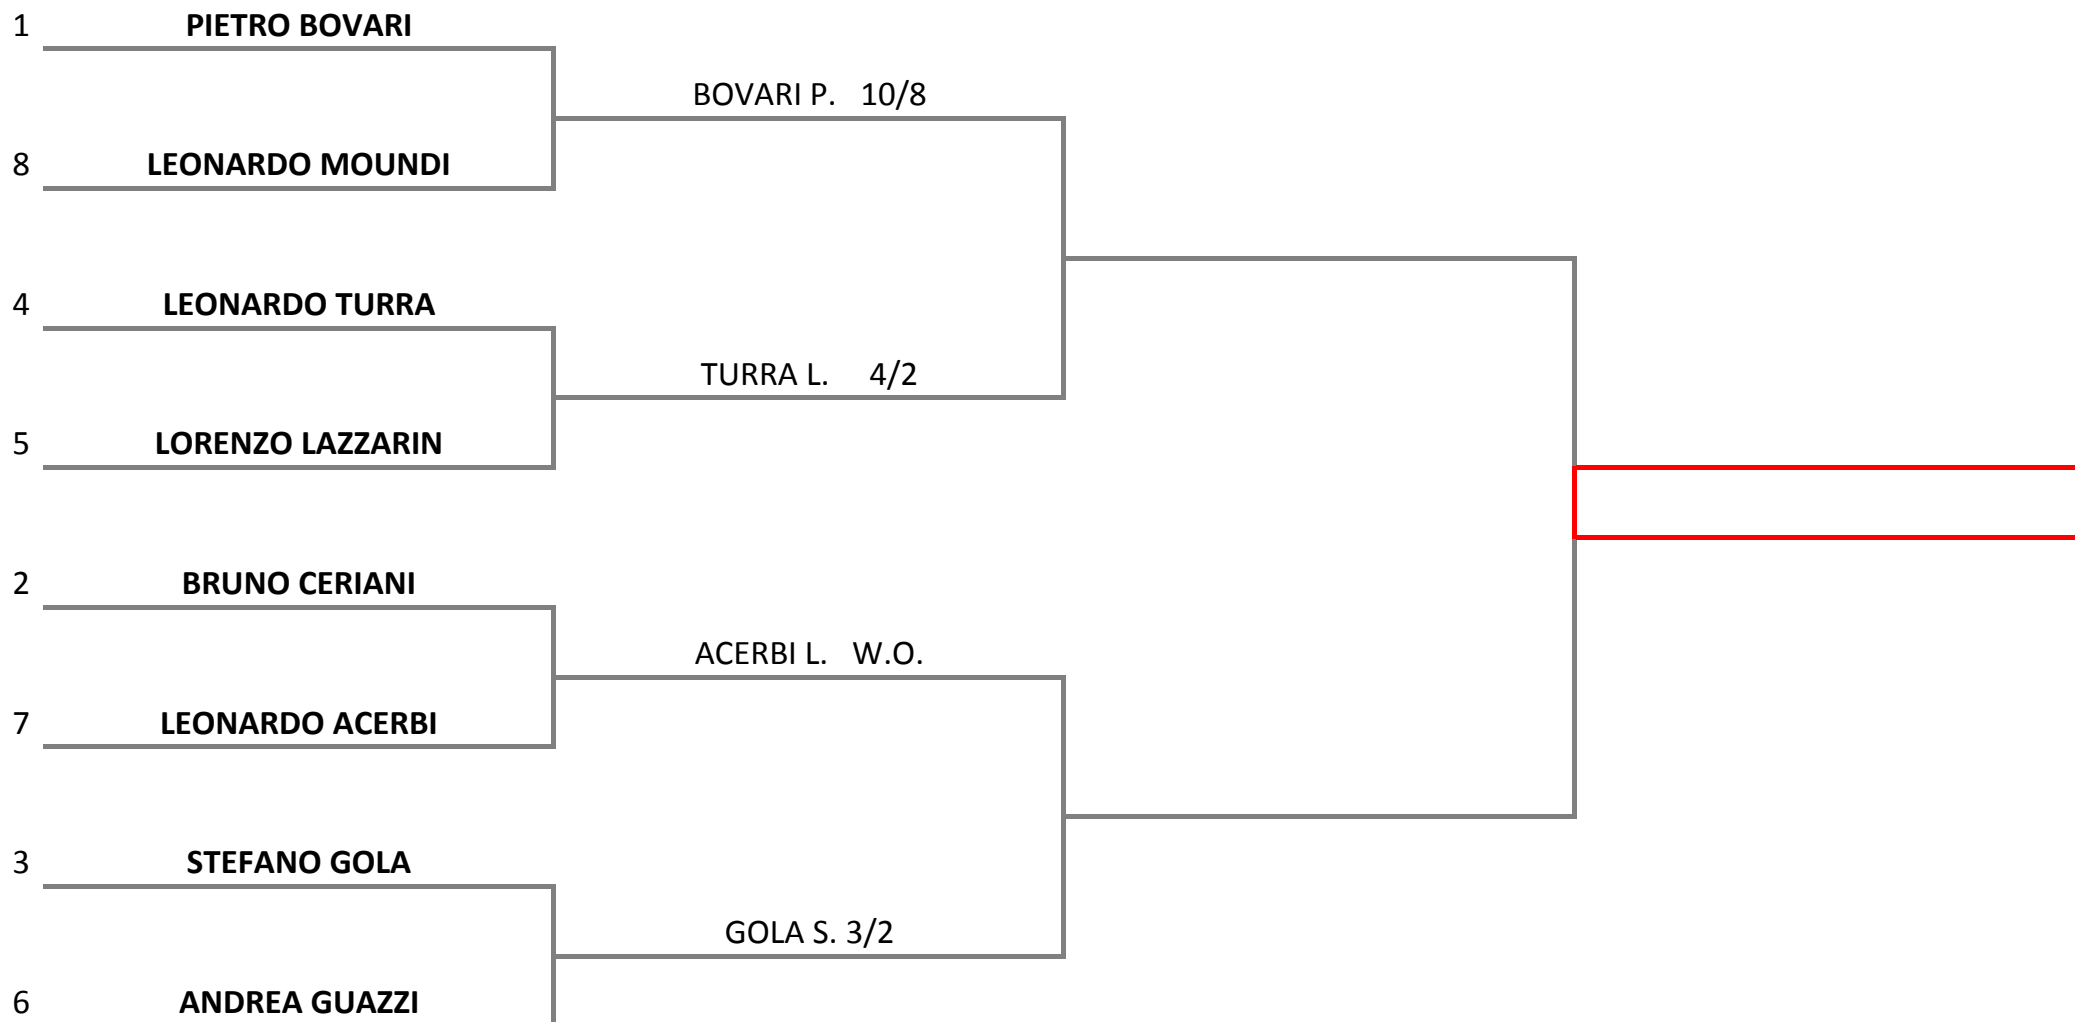 1 PIETRO BOVARI
BOVARI P. 10/8
8 LEONARDO MOUNDI
4 LEONARDO TURRA
TURRA L. 4/2
5 LORENZO LAZZARIN
2 BRUNO CERIANI
ACERBI L. W.O.
7 LEONARDO ACERBI
3 STEFANO GOLA
GOLA S. 3/2
6 ANDREA GUAZZI